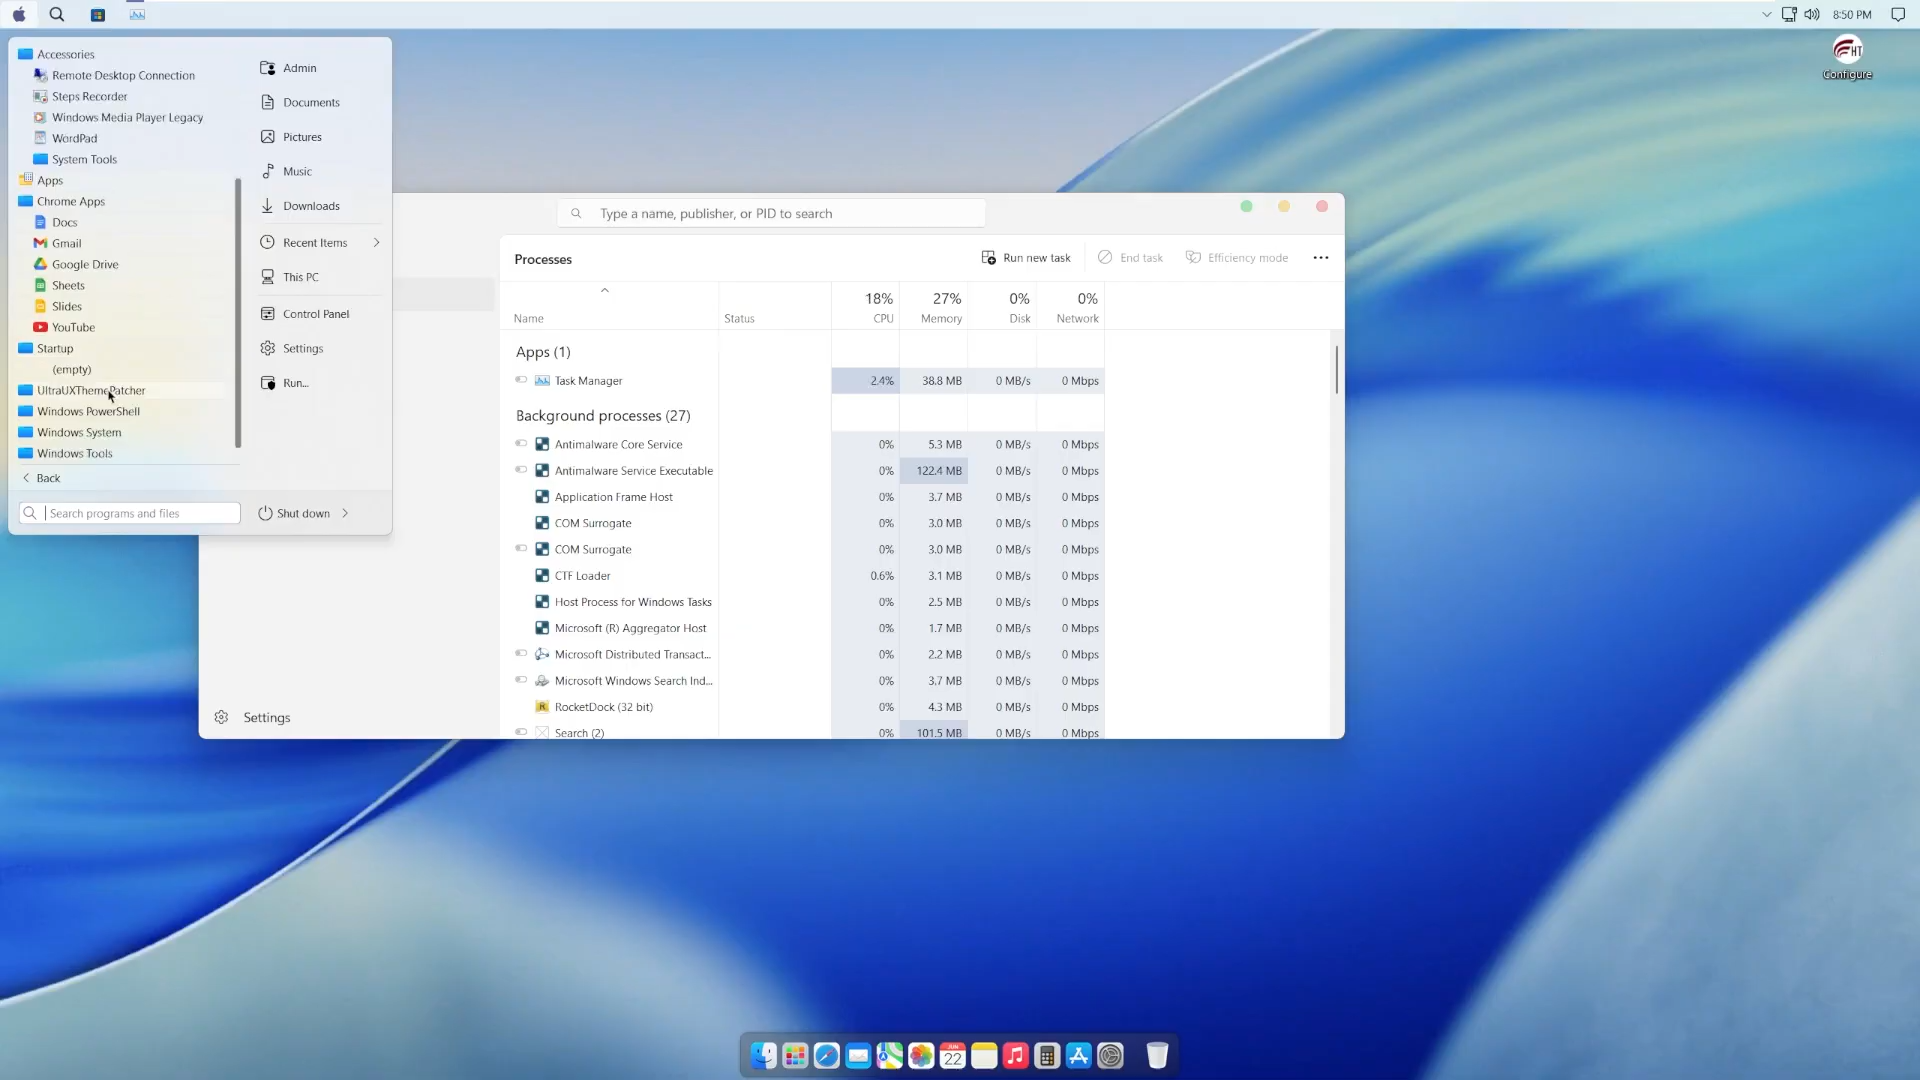 8:50 PM
HT
Configure
Accessories
Remote Desktop Connection
Steps Recorder
Windows Media Player Legacy
WordPad
System Tools
Apps
Chrome Apps
Docs
Gmail
Google Drive
Sheets
Slides
YouTube
Startup
(empty)
UltraUXThemePatcher
Windows PowerShell
Windows System
Windows Tools
Back
Search programs and files
Admin
Documents
Pictures
Music
Downloads
Recent Items
This PC
Control Panel
Settings
Run...
Shut down
Type a name, publisher, or PID to search
Processes
Run new task
End task
Efficiency mode
18% 27% 0% 0%
Name Status CPU Memory Disk Network
Apps (1)
Task Manager 2.4% 38.8 MB 0 MB/s 0 Mbps
Background processes (27)
Antimalware Core Service 0% 5.3 MB 0 MB/s 0 Mbps
Antimalware Service Executable 0% 122.4 MB 0 MB/s 0 Mbps
Application Frame Host 0% 3.7 MB 0 MB/s 0 Mbps
COM Surrogate 0% 3.0 MB 0 MB/s 0 Mbps
COM Surrogate 0% 3.0 MB 0 MB/s 0 Mbps
CTF Loader 0.6% 3.1 MB 0 MB/s 0 Mbps
Host Process for Windows Tasks 0% 2.5 MB 0 MB/s 0 Mbps
Microsoft (R) Aggregator Host 0% 1.7 MB 0 MB/s 0 Mbps
Microsoft Distributed Transact... 0% 2.2 MB 0 MB/s 0 Mbps
Microsoft Windows Search Ind... 0% 3.7 MB 0 MB/s 0 Mbps
R RocketDock (32 bit) 0% 4.3 MB 0 MB/s 0 Mbps
Search (2) 0% 101.5 MB 0 MB/s 0 Mbps
Settings
JUN
22